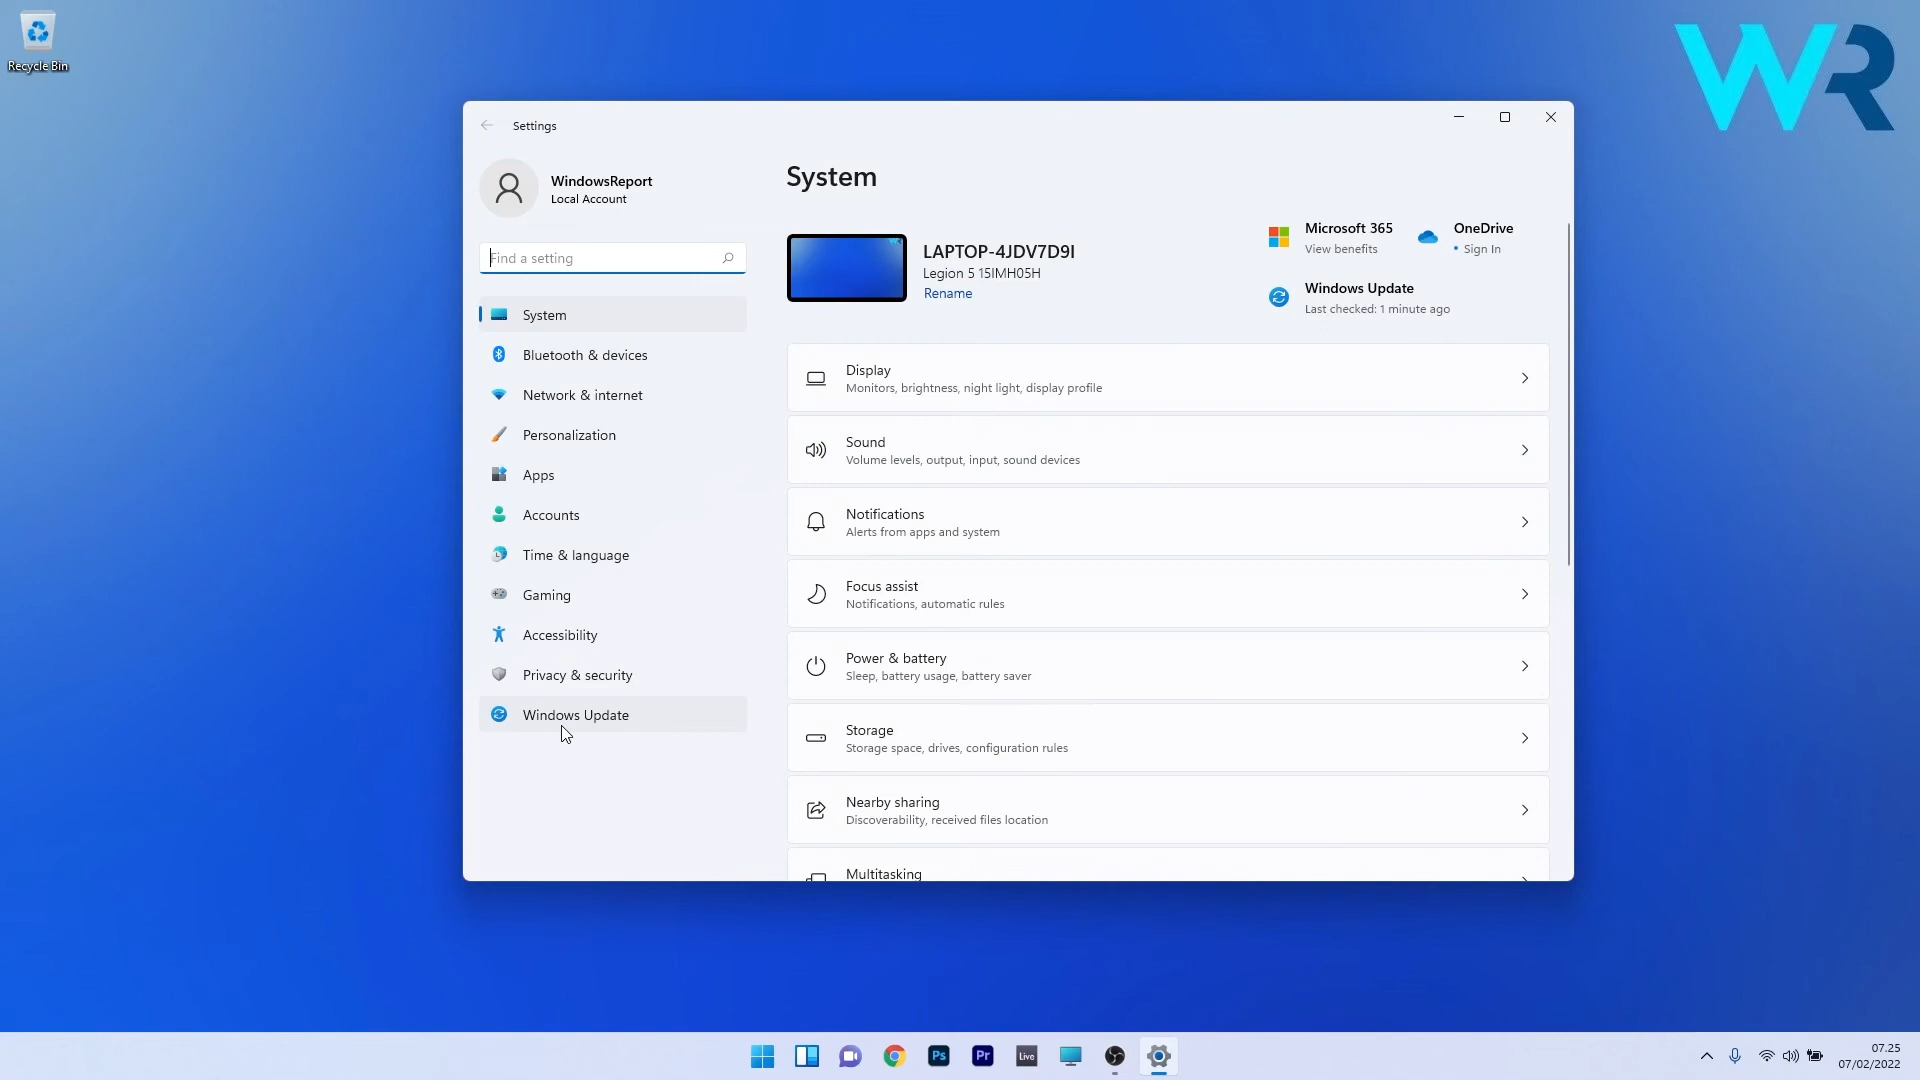 Recycle Bin
WR
Settings
WindowsReport
Local Account
Find a setting
System
Bluetooth & devices
Network & internet
Personalization
Apps
Accounts
Time & language
Gaming
Accessibility
Privacy & security
Windows Update
System
LAPTOP-4JDV7D9I
Legion 5 15IMH05H
Rename
Microsoft 365
View benefits
OneDrive
• Sign In
Windows Update
Last checked: 1 minute ago
Display
Monitors, brightness, night light, display profile
Sound
Volume levels, output, input, sound devices
Notifications
Alerts from apps and system
Focus assist
Notifications, automatic rules
Power & battery
Sleep, battery usage, battery saver
Storage
Storage space, drives, configuration rules
Nearby sharing
Discoverability, received files location
Multitasking
Ps
Pr
Live
07.25
07/02/2022